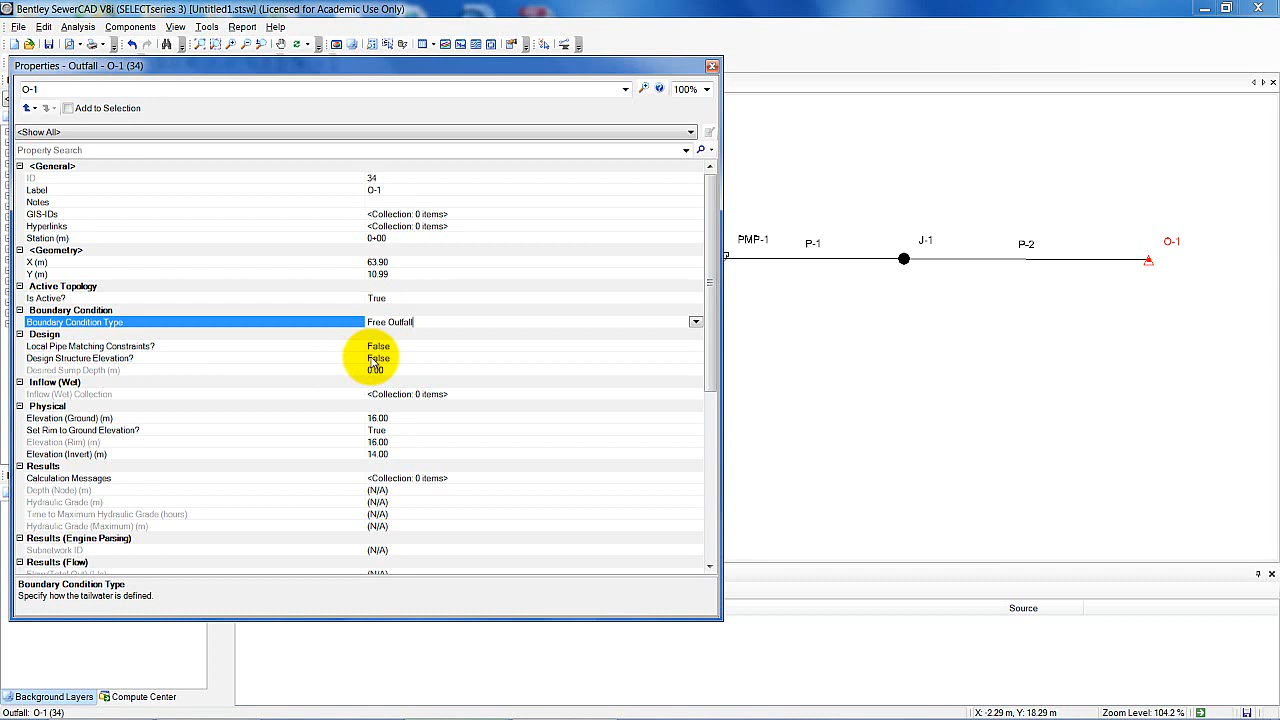 Bentley SewerCAD V8i (SELECTseries 3) [Untitled1.stsw] (Licensed for Academic Use Only)
File Edit Analysis Components View Tools Report Help
Properties - Outfall - O-1 (34)
O-1
100%
Add to Selection
<Show All>
Property Search
<General>
ID 34
Label O-1
Notes
GIS-IDs <Collection: 0 items>
Hyperlinks <Collection: 0 items>
Station (m) 0+00
<Geometry>
X (m) 63.90
Y (m) 10.99
Active Topology
Is Active? True
Boundary Condition
Boundary Condition Type Free Outfall
Design
Local Pipe Matching Constraints? False
Design Structure Elevation? False
Desired Sump Depth (m) 0.00
Inflow (Wet)
Inflow (Wet) Collection <Collection: 0 items>
Physical
Elevation (Ground) (m) 16.00
Set Rim to Ground Elevation? True
Elevation (Rim) (m) 16.00
Elevation (Invert) (m) 14.00
Results
Calculation Messages <Collection: 0 items>
Depth (Node) (m) (N/A)
Hydraulic Grade (m) (N/A)
Time to Maximum Hydraulic Grade (hours) (N/A)
Hydraulic Grade (Maximum) (m) (N/A)
Results (Engine Parsing)
Subnetwork ID (N/A)
Results (Flow)
Boundary Condition Type
Specify how the tailwater is defined.
PMP-1 P-1 J-1 P-2 O-1
Source
Background Layers Compute Center
Outfall: O-1 (34)
X: -2.29 m, Y: 18.29 m Zoom Level: 104.2 %